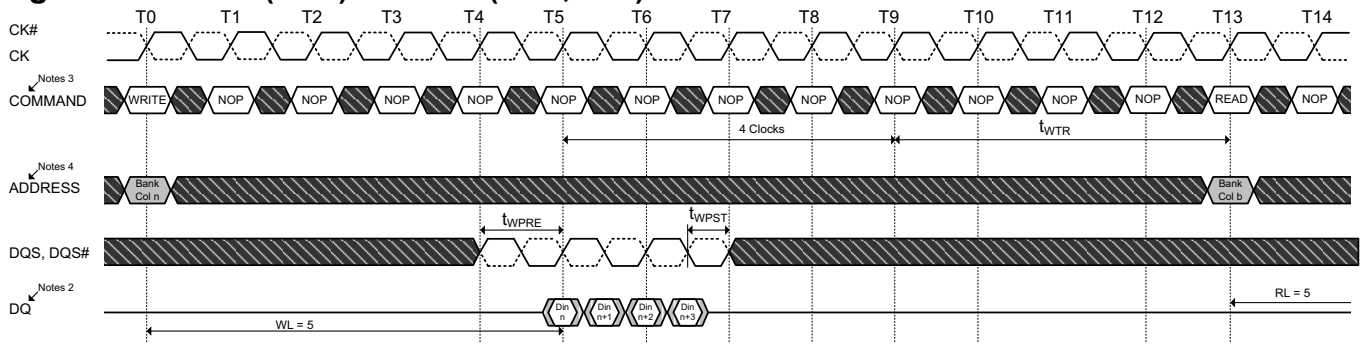 T0 T1 T2 T3 T4 T5 T6 T7 T8 T9 T10 T11 T12 T13 T14
CK#
CK
Notes 3
COMMAND WRITE NOP NOP NOP NOP NOP NOP NOP NOP NOP NOP NOP NOP READ NOP
4 Clocks tWTR
Notes 4
ADDRESS
Bank Col n
Bank Col b
tWPRE tWPST
DQS, DQS#
Notes 2
DQ
Din n
Din n+1
Din n+2
Din n+3
RL = 5
WL = 5